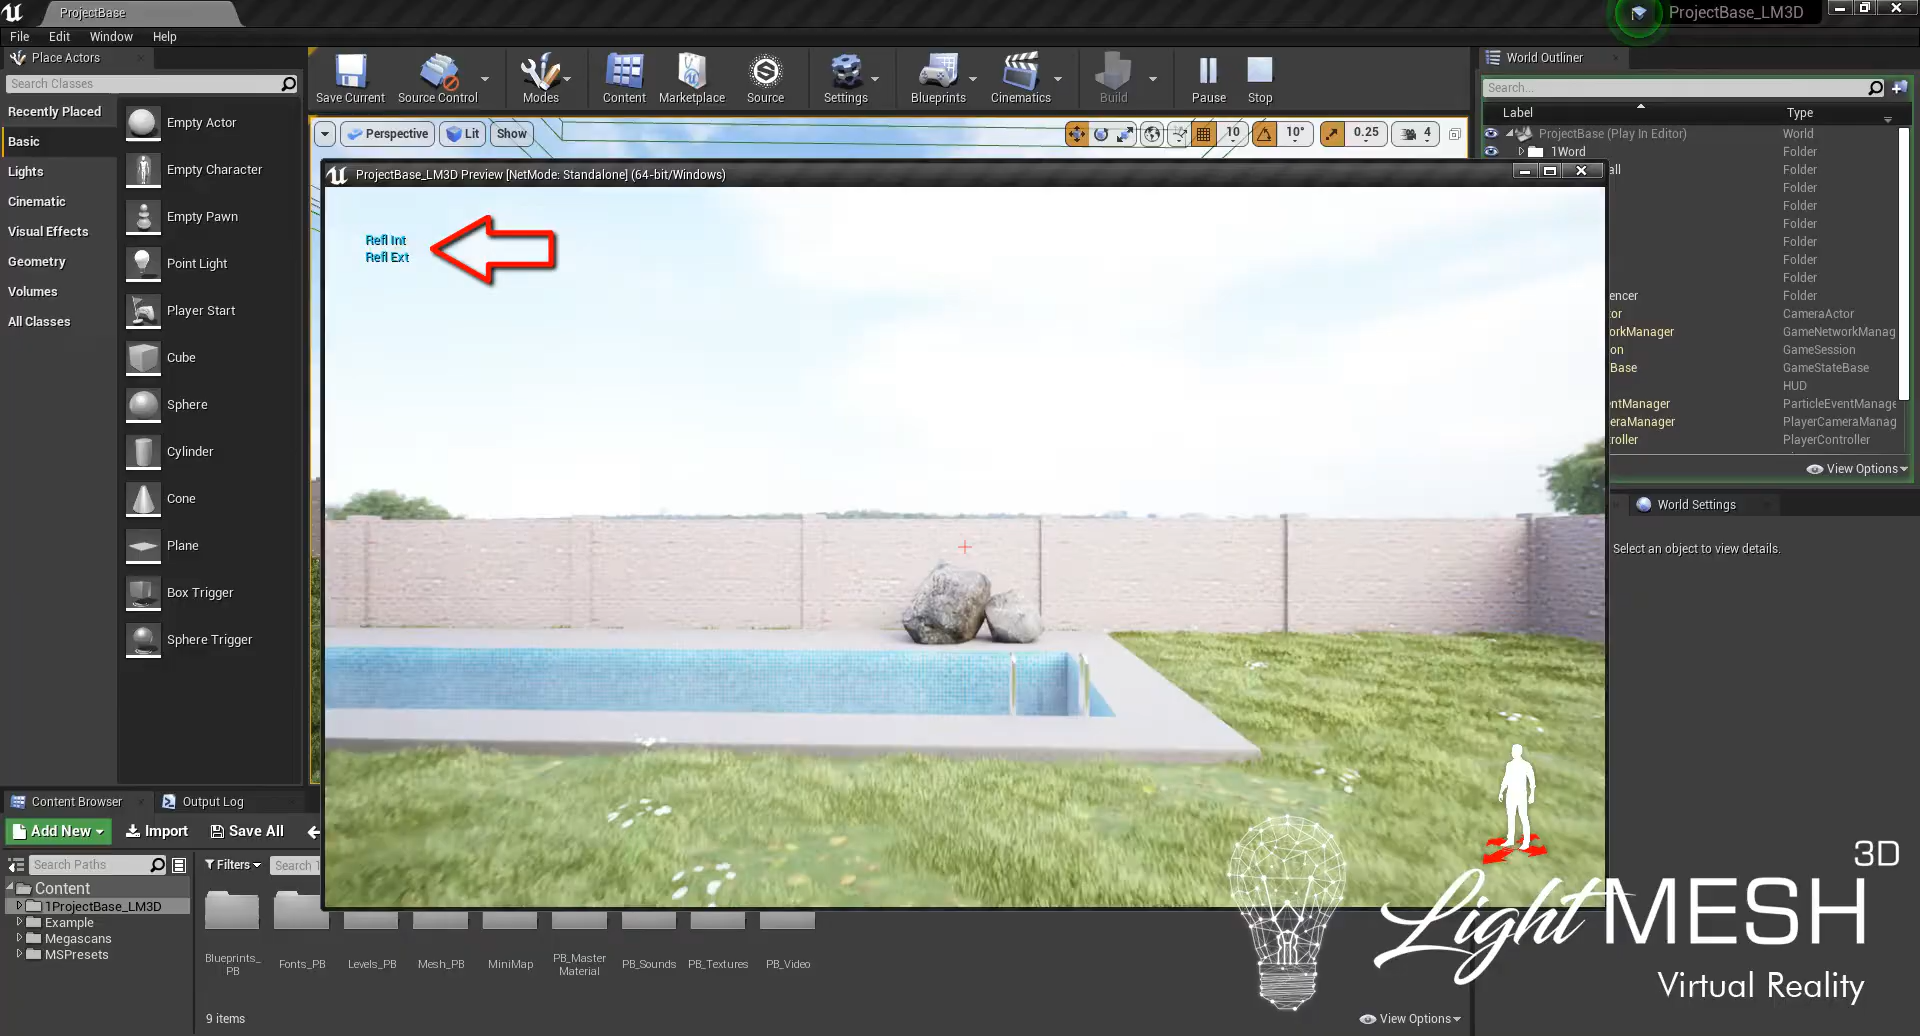 ProjectBase
ProjectBase_LM3D
File Edit Window Help
Place Actors
Search Classes
Recently Placed
Basic
Lights
Cinematic
Visual Effects
Geometry
Volumes
All Classes
Empty Actor
Empty Character
Empty Pawn
Point Light
Player Start
Cube
Sphere
Cylinder
Cone
Plane
Box Trigger
Sphere Trigger
Save Current Source Control Modes Content Marketplace Source Settings Blueprints Cinematics Build Pause Stop
Perspective Lit Show 10 10° 0.25 4
ProjectBase_LM3D Preview [NetMode: Standalone] (64-bit/Windows)
Refl Int
Refl Ext
World Outliner
Search...
Label Type
ProjectBase (Play In Editor) World
1Word Folder
all Folder
Folder
Folder
Folder
Folder
Folder
Folder
encer Folder
tor CameraActor
orkManager GameNetworkManag
on GameSession
Base GameStateBase
HUD
ntManager ParticleEventManage
eraManager PlayerCameraManag
roller PlayerController
View Options
World Settings
Select an object to view details.
Content Browser Output Log
Add New Import Save All
Search Paths Filters Search
Content
1ProjectBase_LM3D
Example
Megascans
MSPresets
Blueprints_
PB
Fonts_PB
Levels_PB
Mesh_PB
MiniMap
PB_Master
Material
PB_Sounds
PB_Textures
PB_Video
9 items
View Options
3D
LightMESH
Virtual Reality